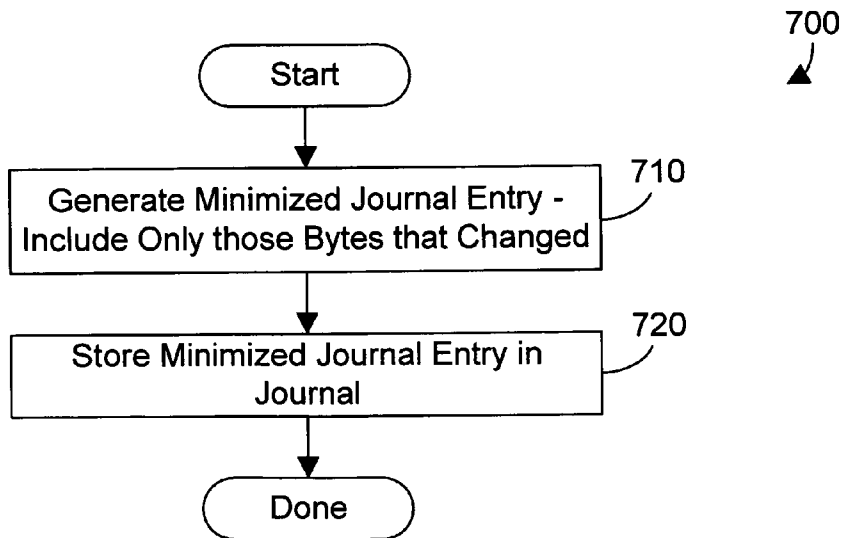 700
Start
710
Generate Minimized Journal Entry -
Include Only those Bytes that Changed
720
Store Minimized Journal Entry in
Journal
Done